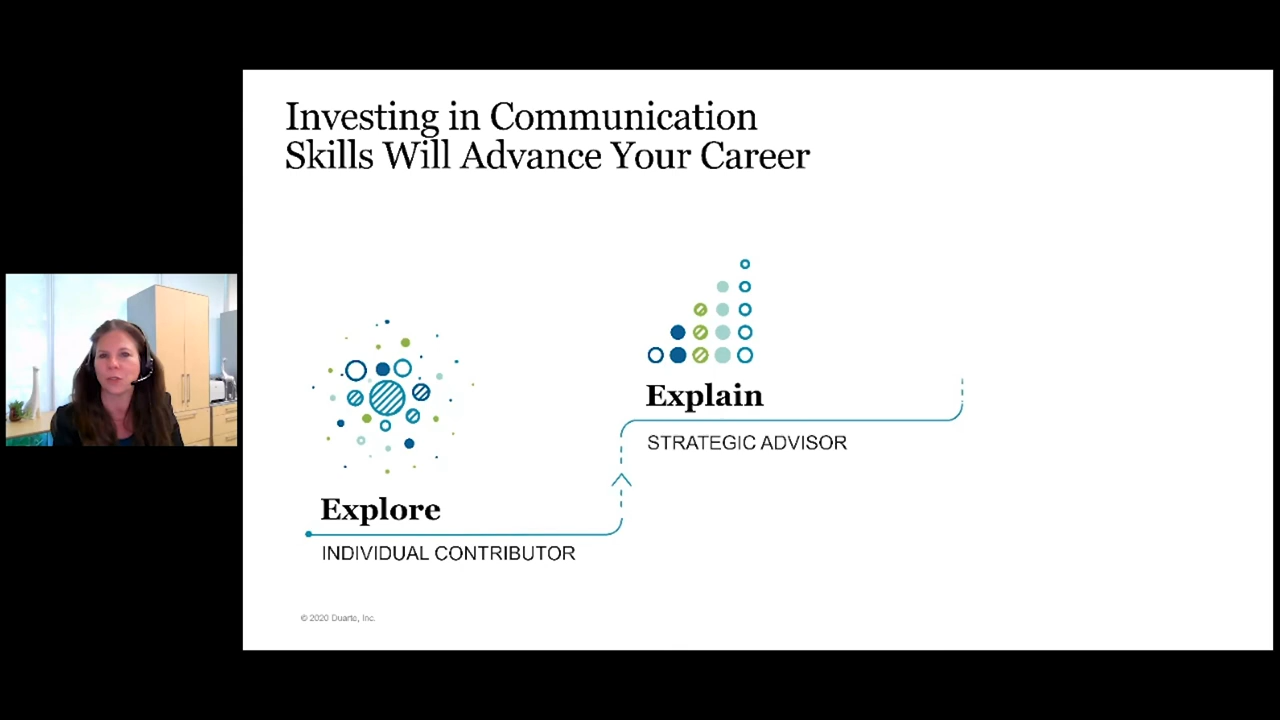 Investing in Communication
Skills Will Advance Your Career
Explain
STRATEGIC ADVISOR
Explore
INDIVIDUAL CONTRIBUTOR
© 2020 Duarte, Inc.